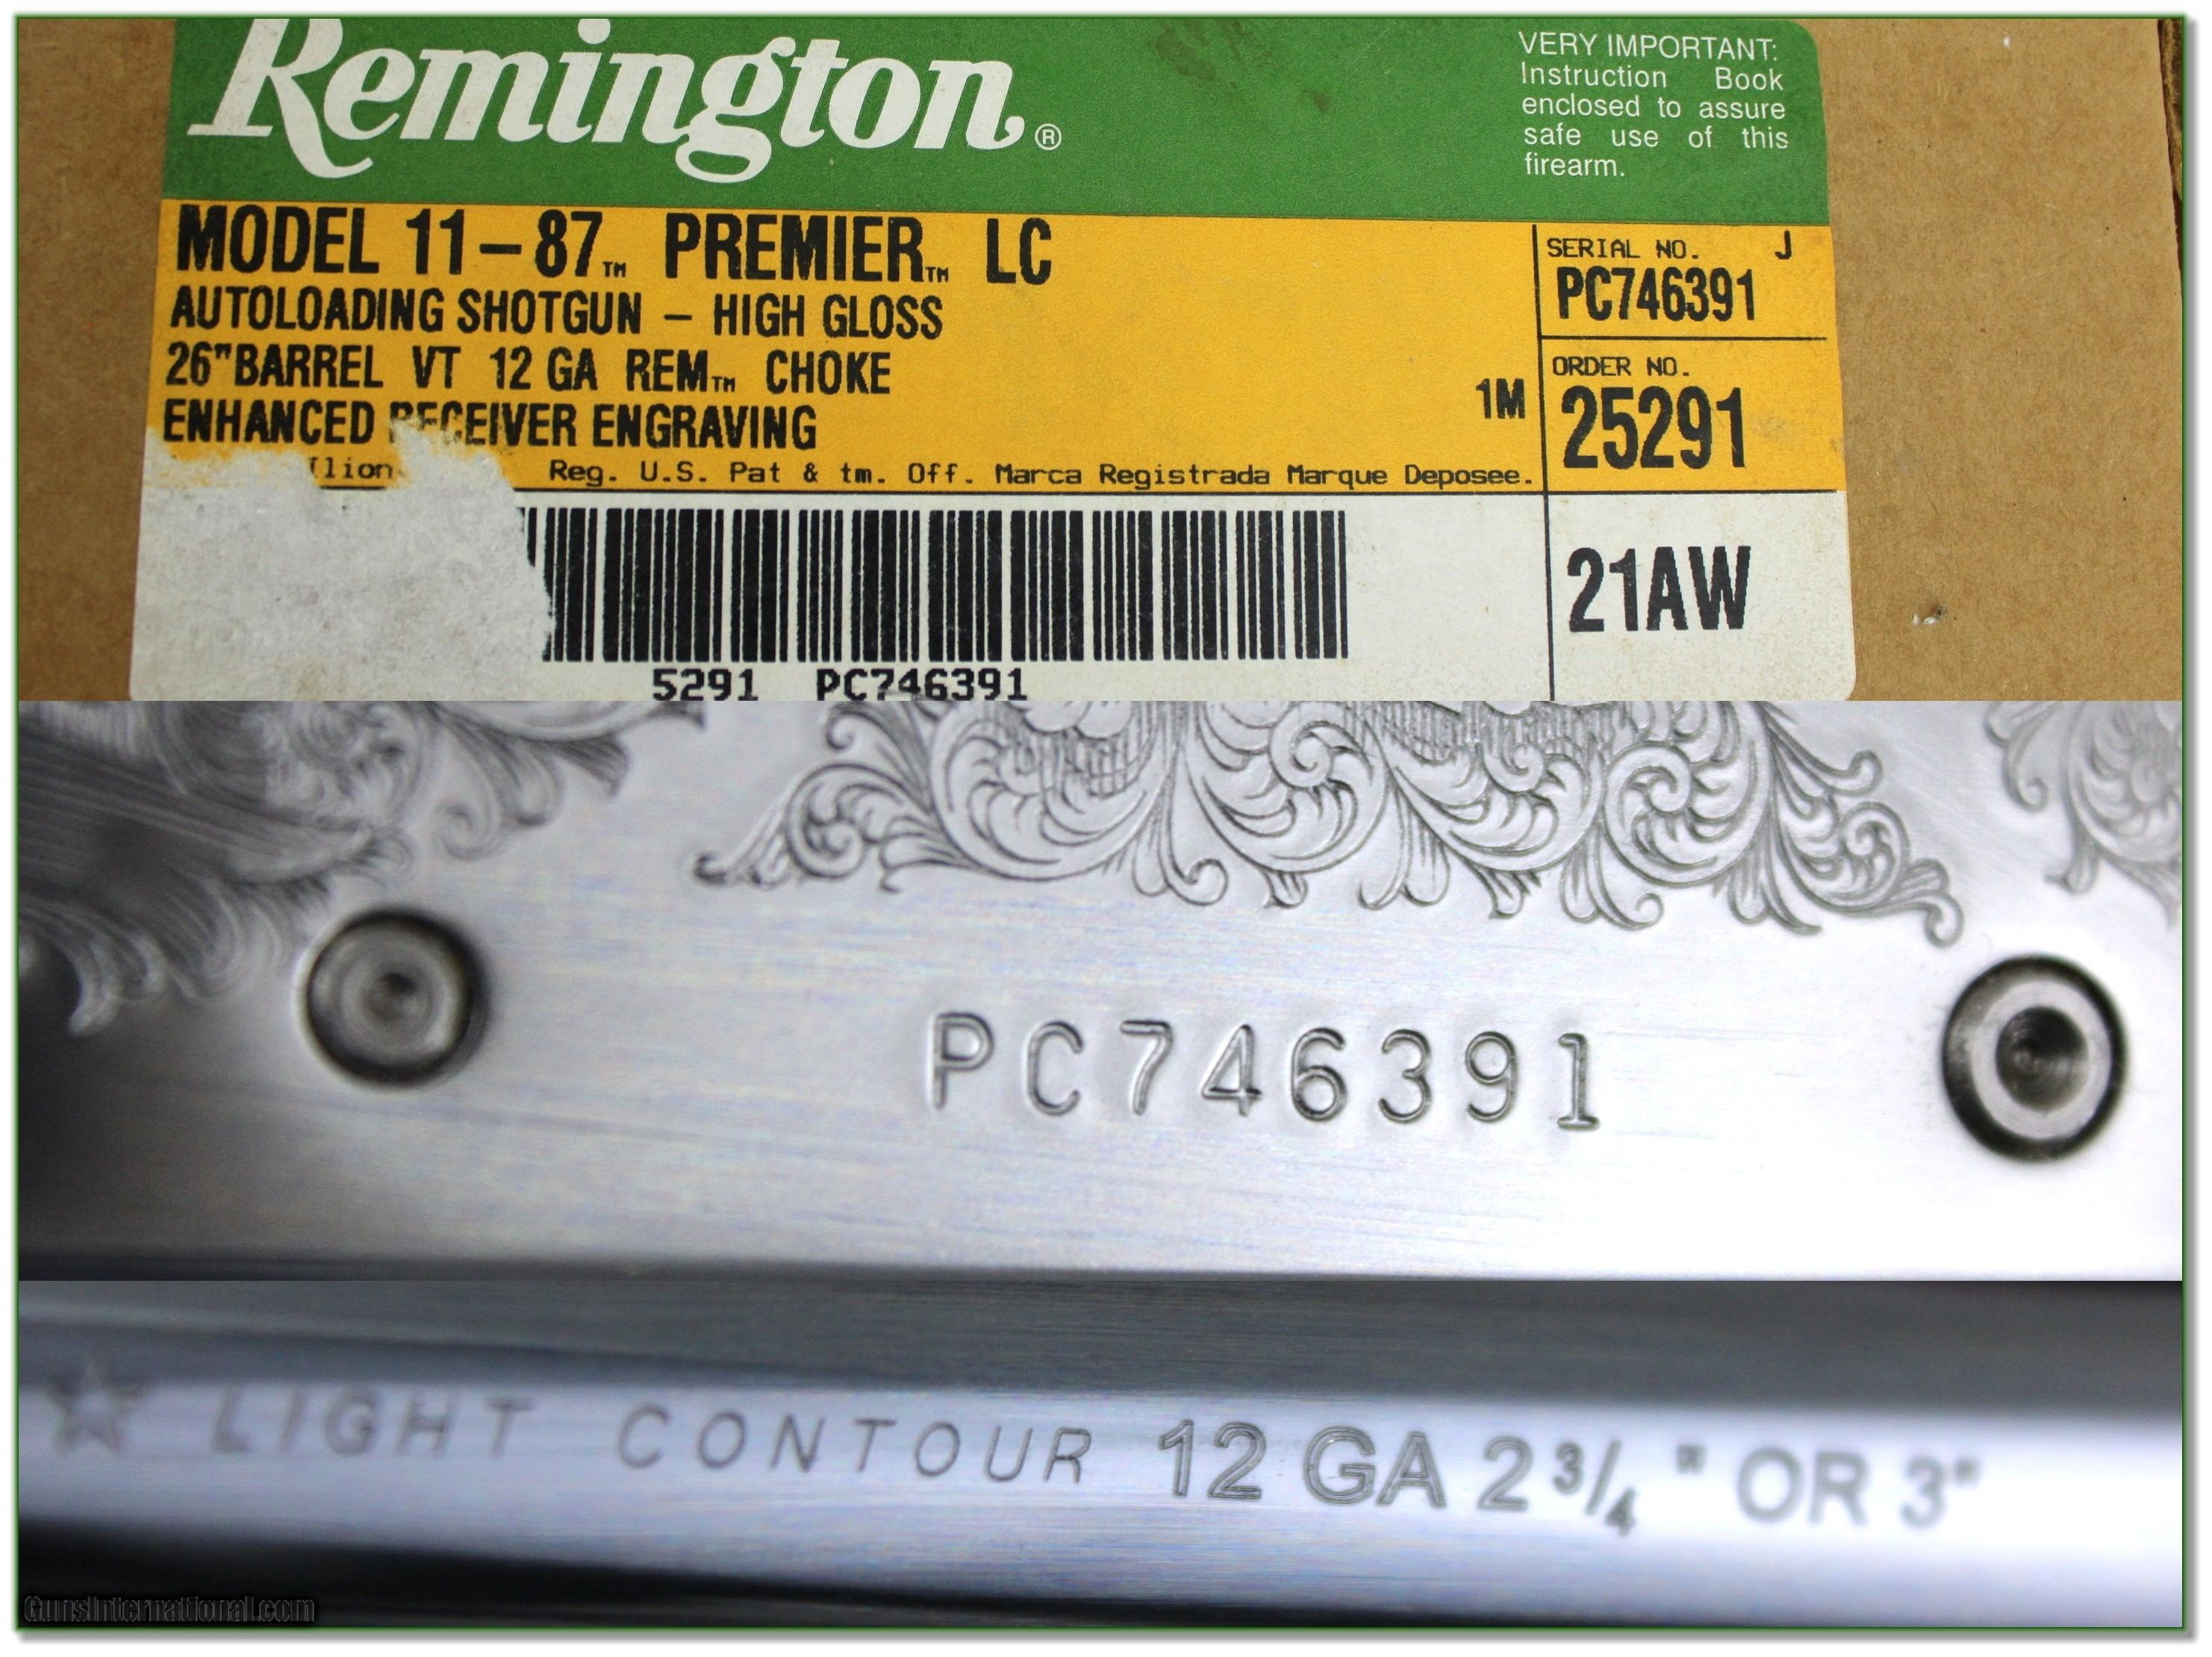 Remington®
VERY IMPORTANT:
Instruction Book
enclosed to assure
safe use of this
firearm.
MODEL 11-87™ PREMIER™ LC
AUTOLOADING SHOTGUN - HIGH GLOSS
26"BARREL VT 12 GA REM™ CHOKE
ENHANCED RECEIVER ENGRAVING
1M
Reg. U.S. Pat & tm. Off. Marca Registrada Marque Deposee.
SERIAL NO. J
PC746391
ORDER NO.
25291
21AW
5291 PC746391
PC746391
☆ LIGHT CONTOUR 12 GA 2 3/4" OR 3"
GunsInternational.com